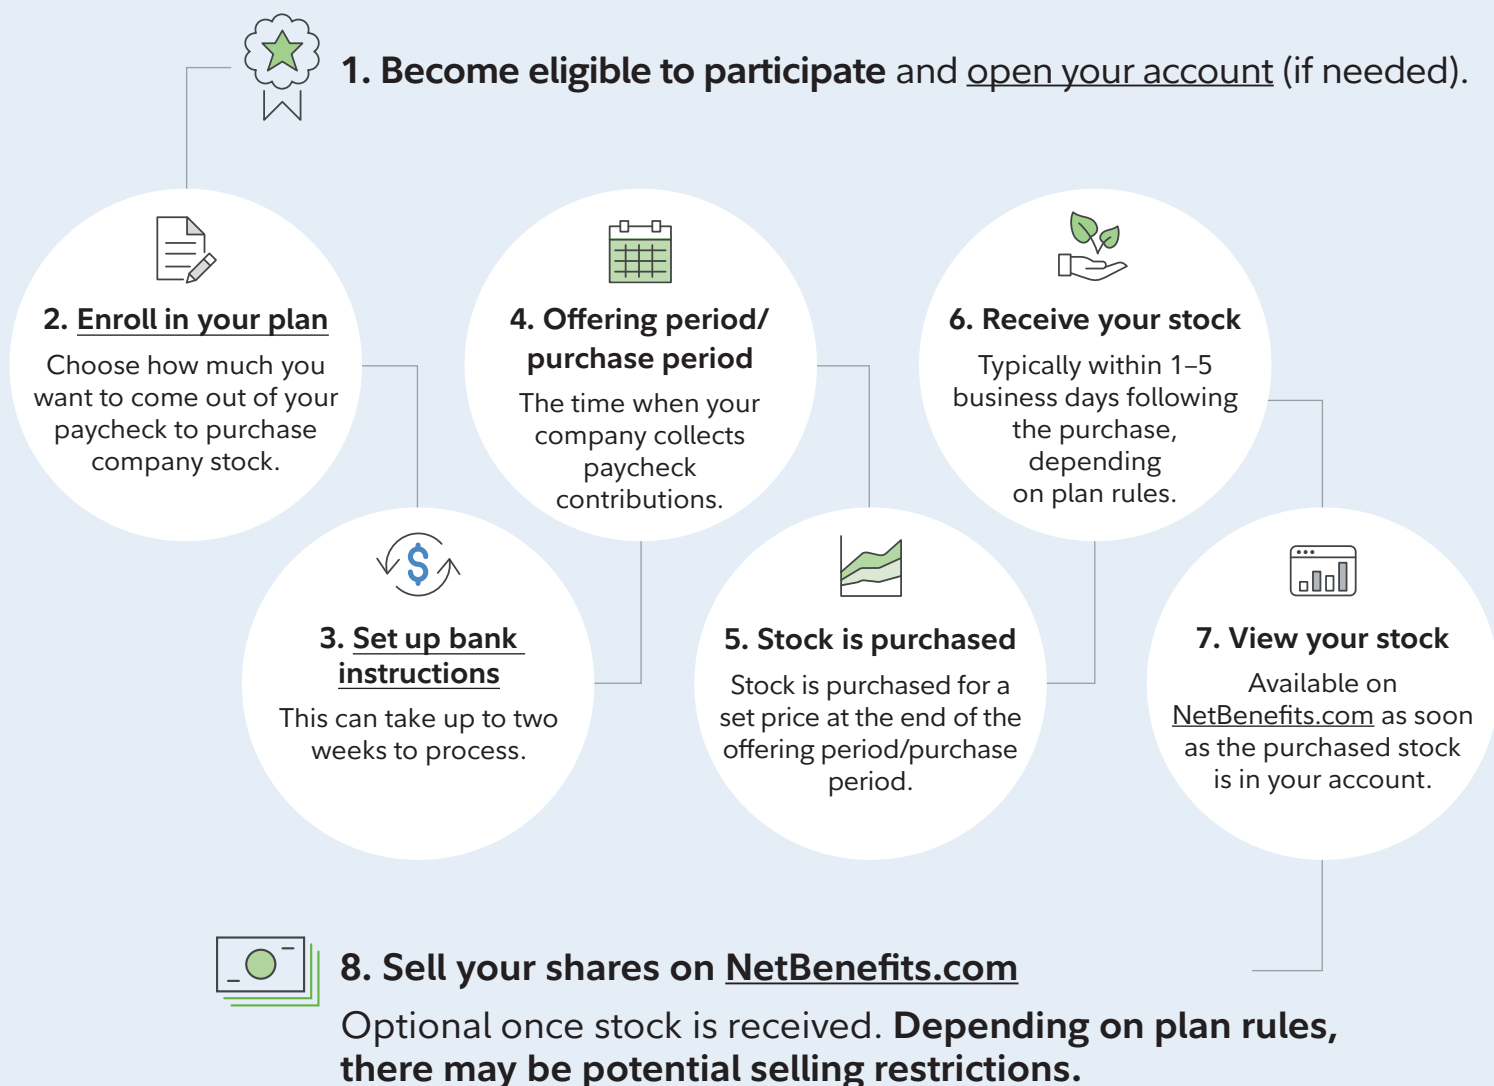 1. Become eligible to participate and open your account (if needed).
2. Enroll in your plan
Choose how much you
want to come out of your
paycheck to purchase
company stock.
3. Set up bank
instructions
This can take up to two
weeks to process.
4. Offering period/
purchase period
The time when your
company collects
paycheck
contributions.
5. Stock is purchased
Stock is purchased for a
set price at the end of the
offering period/purchase
period.
6. Receive your stock
Typically within 1–5
business days following
the purchase,
depending
on plan rules.
7. View your stock
Available on
NetBenefits.com as soon
as the purchased stock
is in your account.
8. Sell your shares on NetBenefits.com
Optional once stock is received. Depending on plan rules,
there may be potential selling restrictions.